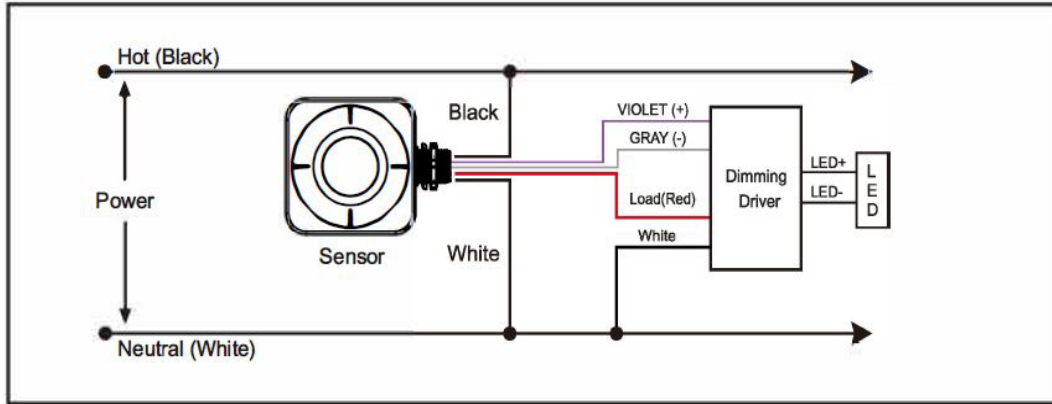 Hot (Black)
Black
VIOLET (+)
GRAY (-)
Dimming
Driver
LED+
LED-
L
E
D
Power
Load(Red)
Sensor
White
White
Neutral (White)